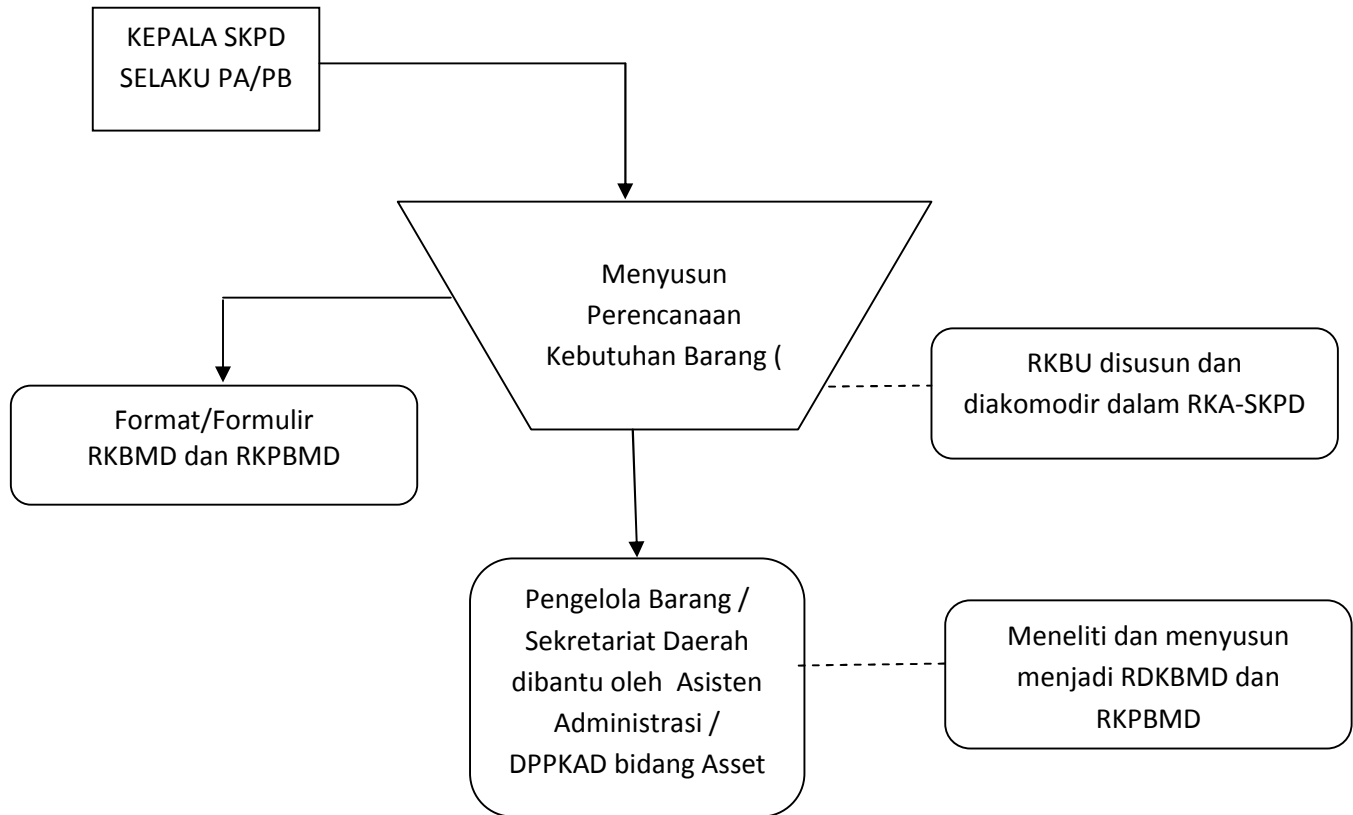 KEPALA SKPD
SELAKU PA/PB
Menyusun
Perencanaan
Kebutuhan Barang (
RKBU disusun dan
diakomodir dalam RKA-SKPD
Format/Formulir
RKBMD dan RKPBMD
Pengelola Barang /
Sekretariat Daerah
dibantu oleh Asisten
Administrasi /
DPPKAD bidang Asset
Meneliti dan menyusun
menjadi RDKBMD dan
RKPBMD